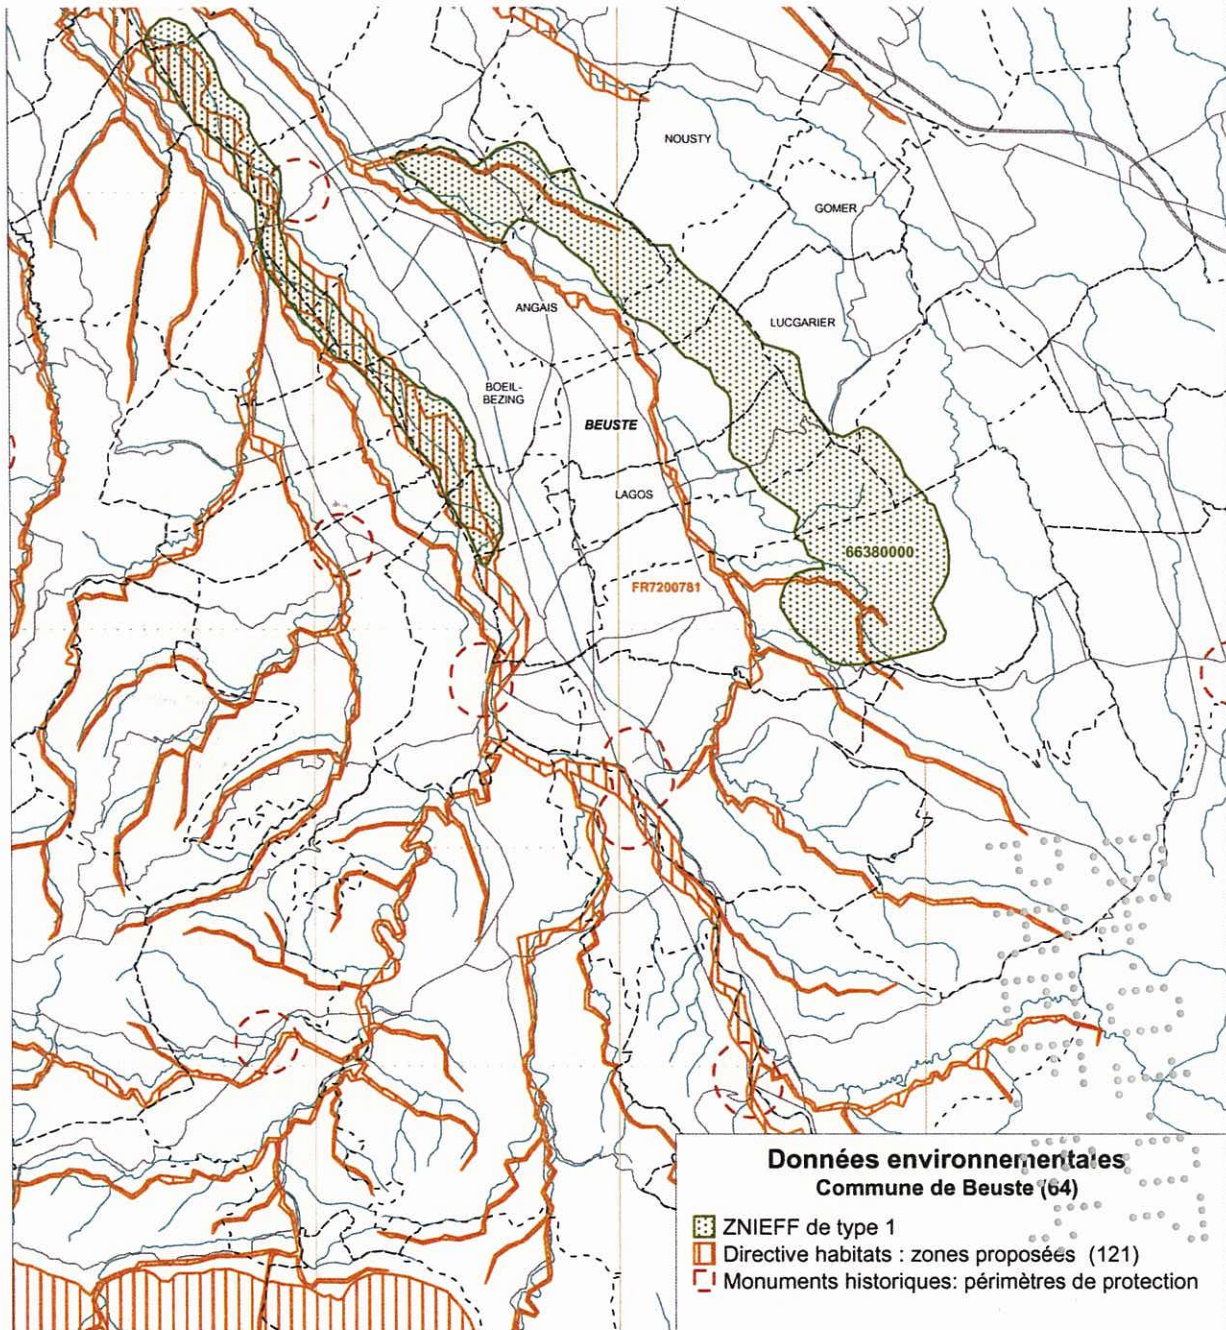 NOUSTY
GOMER
ANGAIS
LUCGARIER
BOEIL-
BEZING
BEUSTE
LAGOS
66380000
FR7200781
Données environnementales
Commune de Beuste (64)
ZNIEFF de type 1
Directive habitats : zones proposées (121)
Monuments historiques: périmètres de protection